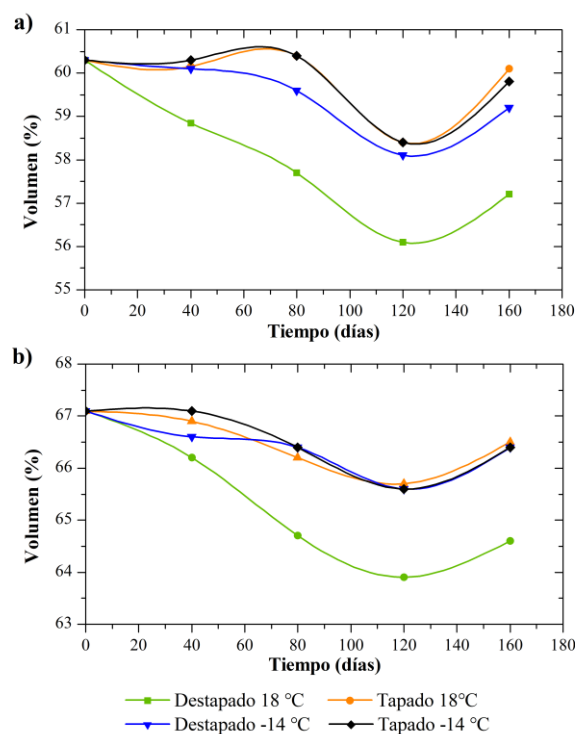 a)
61
60
59
58
57
56
55
Volumen (%)
0 20 40 60 80 100 120 140 160 180
Tiempo (días)
b)
68
67
66
65
64
63
Volumen (%)
0 20 40 60 80 100 120 140 160 180
Tiempo (días)
Destapado 18 °C Tapado 18°C
Destapado -14 °C Tapado -14 °C